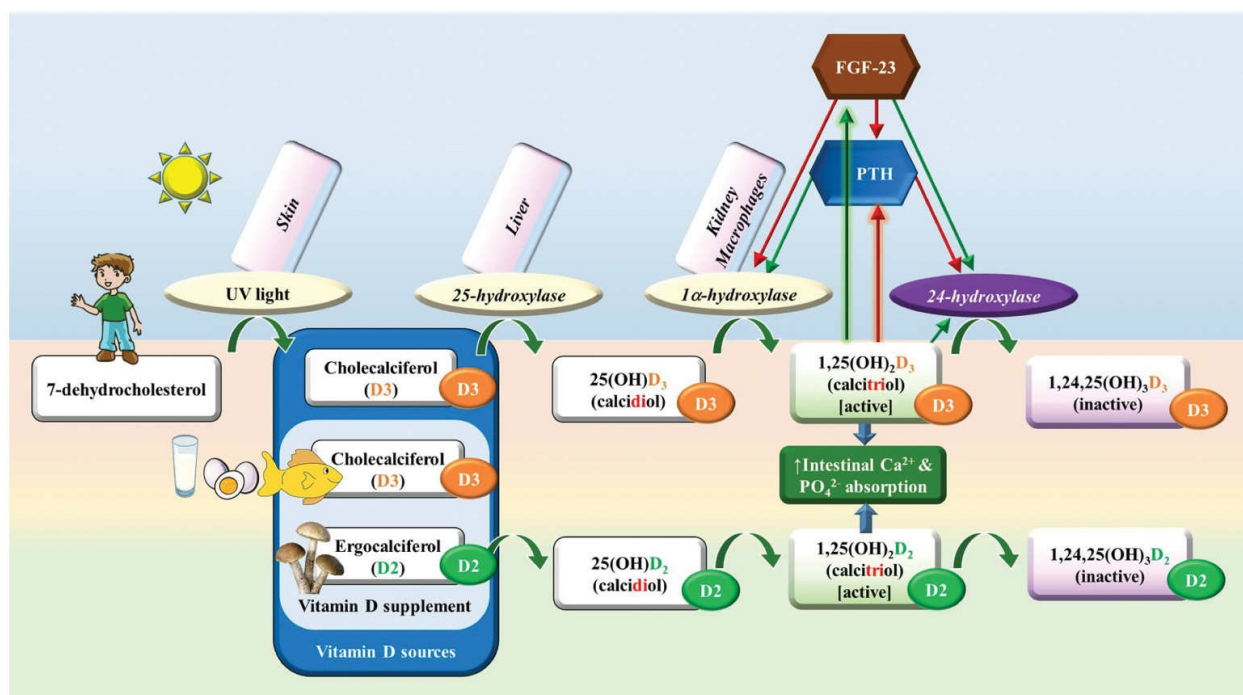 FGF-23
PTH
Skin
Liver
Kidney
Macrophages
UV light
25-hydroxylase
1α-hydroxylase
24-hydroxylase
7-dehydrocholesterol
Cholecalciferol
(D3)
D3
25(OH)D₃
(calcidiol)
D3
1,25(OH)₂D₃
(calcitriol)
[active]
D3
1,24,25(OH)₃D₃
(inactive)
D3
Cholecalciferol
(D3)
D3
↑Intestinal Ca²⁺ &
PO₄²⁻ absorption
Ergocalciferol
(D2)
D2
25(OH)D₂
(calcidiol)
D2
1,25(OH)₂D₂
(calcitriol)
[active]
D2
1,24,25(OH)₃D₂
(inactive)
D2
Vitamin D supplement
Vitamin D sources